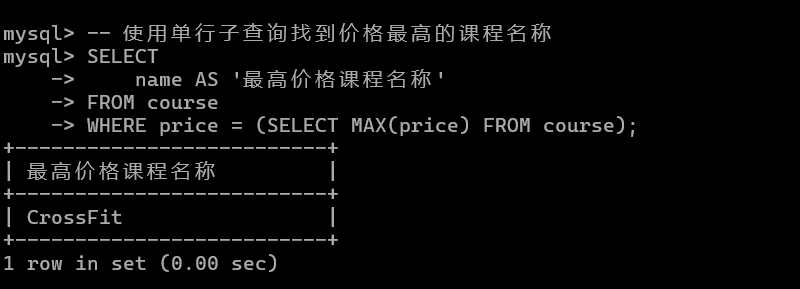 mysql> -- 使用单行子查询找到价格最高的课程名称
mysql> SELECT
    ->     name AS '最高价格课程名称'
    -> FROM course
    -> WHERE price = (SELECT MAX(price) FROM course);
+--------------------------+
| 最高价格课程名称         |
+--------------------------+
| CrossFit                 |
+--------------------------+
1 row in set (0.00 sec)